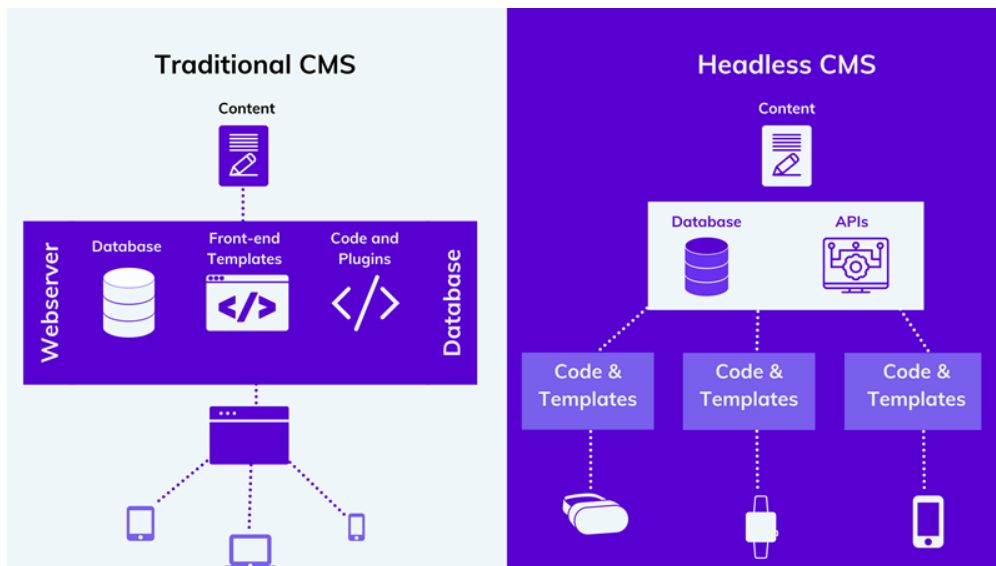 Traditional CMS
Content
Webserver
Database
Front-end
Templates
</>
Code and
Plugins
</>
Database
Headless CMS
Content
Database
APIs
Code &
Templates
Code &
Templates
Code &
Templates